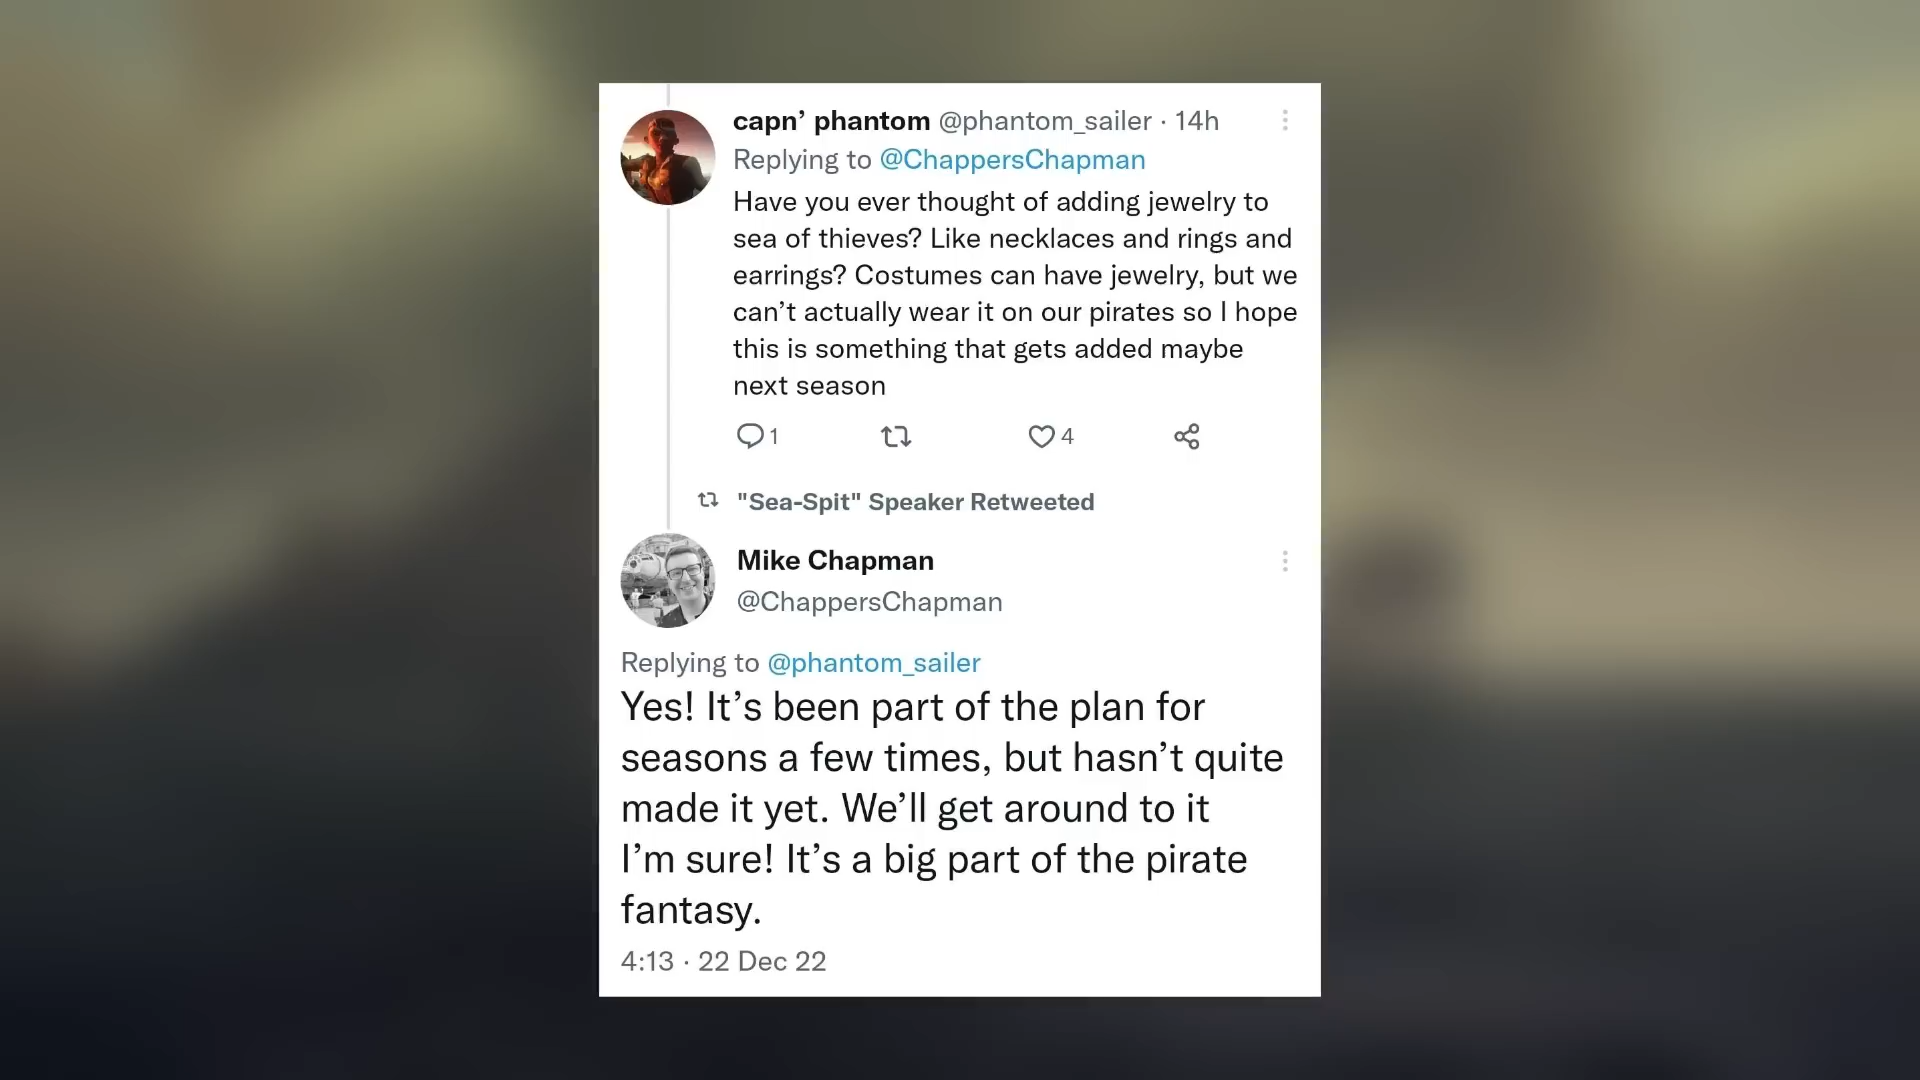 capn’ phantom @phantom_sailer · 14h
Replying to @ChappersChapman
Have you ever thought of adding jewelry to
sea of thieves? Like necklaces and rings and
earrings? Costumes can have jewelry, but we
can’t actually wear it on our pirates so I hope
this is something that gets added maybe
next season
1 4
"Sea-Spit" Speaker Retweeted
Mike Chapman
@ChappersChapman
Replying to @phantom_sailer
Yes! It’s been part of the plan for
seasons a few times, but hasn’t quite
made it yet. We’ll get around to it
I’m sure! It’s a big part of the pirate
fantasy.
4:13 · 22 Dec 22